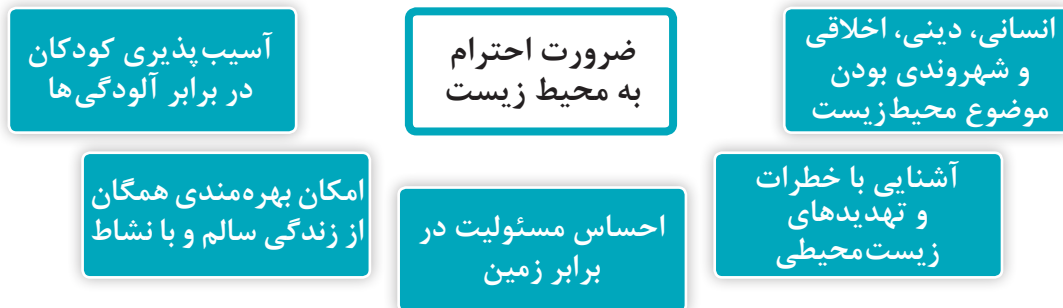 ضرورت احترام
به محیط زیست
انسانی، دینی، اخلاقی
و شهروندی بودن
موضوع محیط‌زیست
آشنایی با خطرات
و تهدیدهای
زیست‌محیطی
احساس مسئولیت در
برابر زمین
امکان بهره‌مندی همگان
از زندگی سالم و با نشاط
آسیب‌پذیری کودکان
در برابر آلودگی‌ها